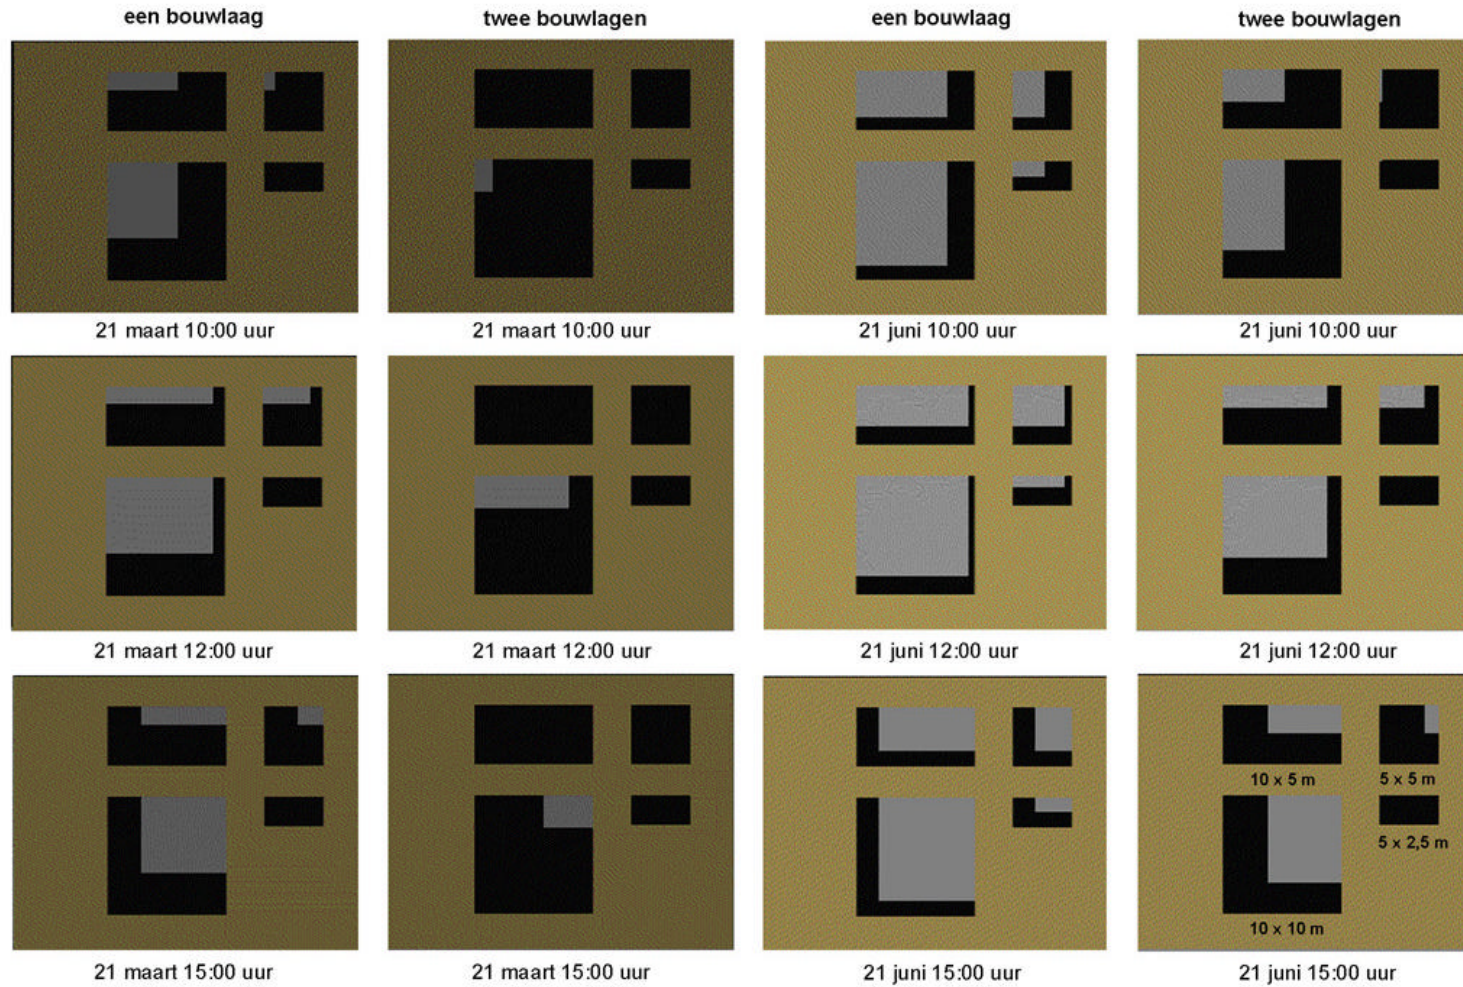 een bouwlaag twee bouwlagen een bouwlaag twee bouwlagen
21 maart 10:00 uur 21 maart 10:00 uur 21 juni 10:00 uur 21 juni 10:00 uur
21 maart 12:00 uur 21 maart 12:00 uur 21 juni 12:00 uur 21 juni 12:00 uur
10 x 5 m 5 x 5 m
5 x 2,5 m
10 x 10 m
21 maart 15:00 uur 21 maart 15:00 uur 21 juni 15:00 uur 21 juni 15:00 uur